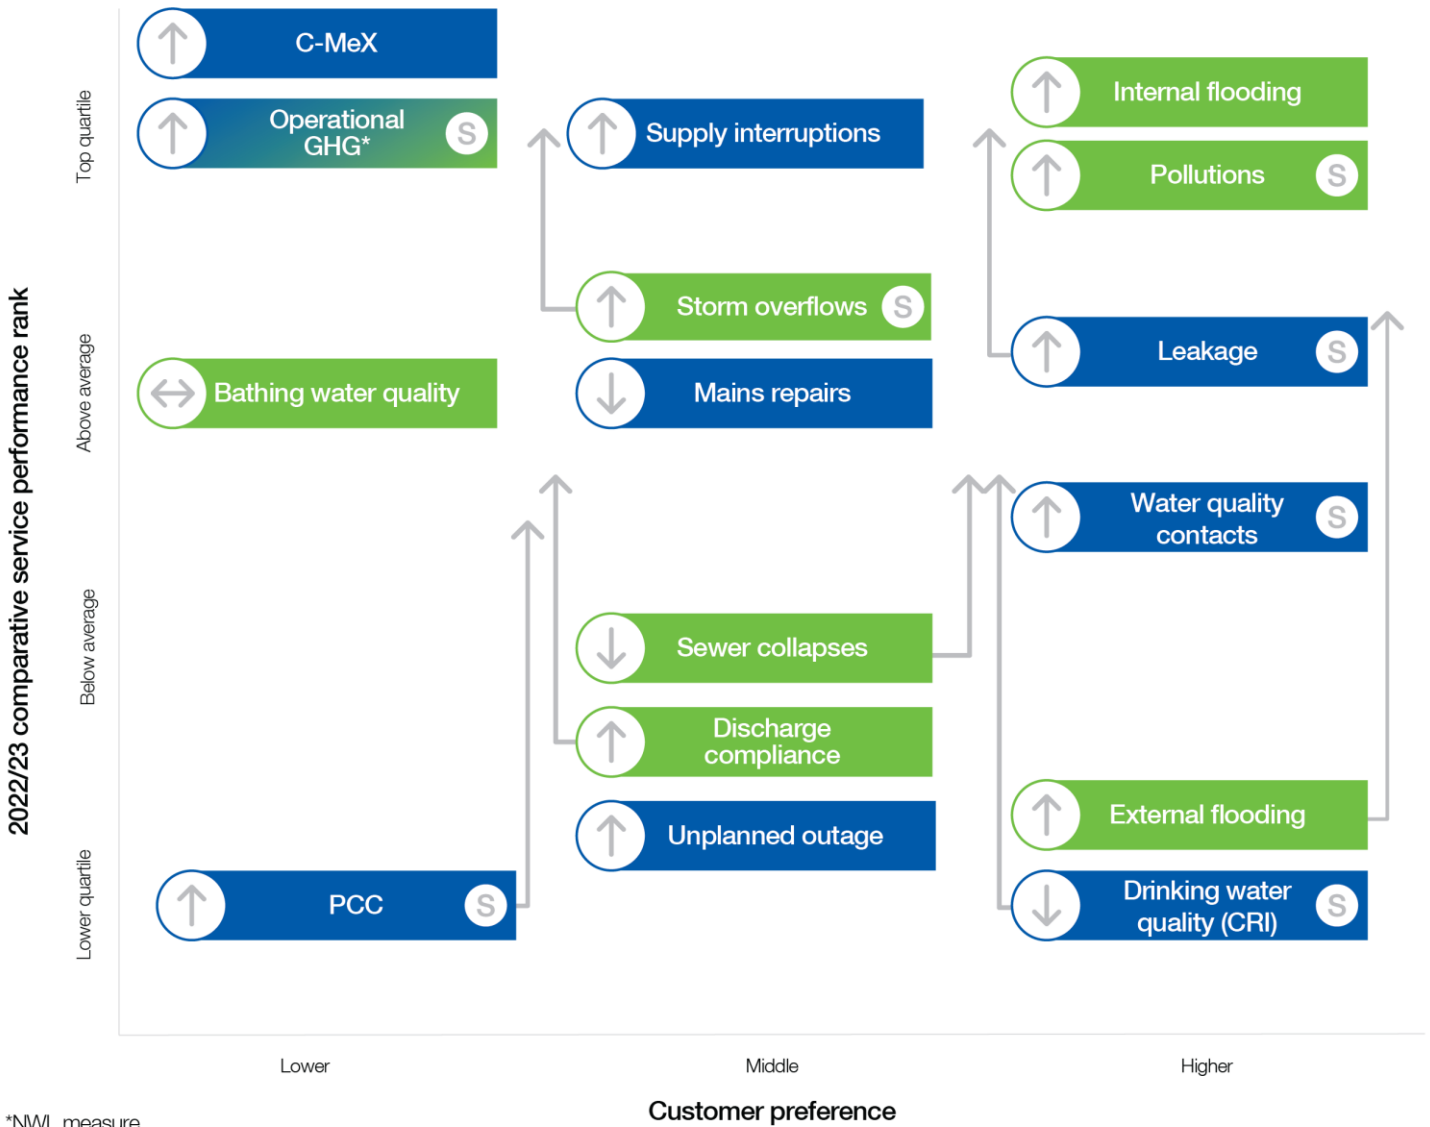 C-MeX
Operational
GHG*
S
Supply interruptions
Internal flooding
Pollutions
S
Top quartile
Storm overflows
S
Leakage
S
Bathing water quality
Mains repairs
Above average
Water quality
contacts
S
2022/23 comparative service performance rank
Sewer collapses
Below average
Discharge
compliance
External flooding
Unplanned outage
PCC
S
Drinking water
quality (CRI)
S
Lower quartile
Lower
Middle
Higher
Customer preference
*NWL measure